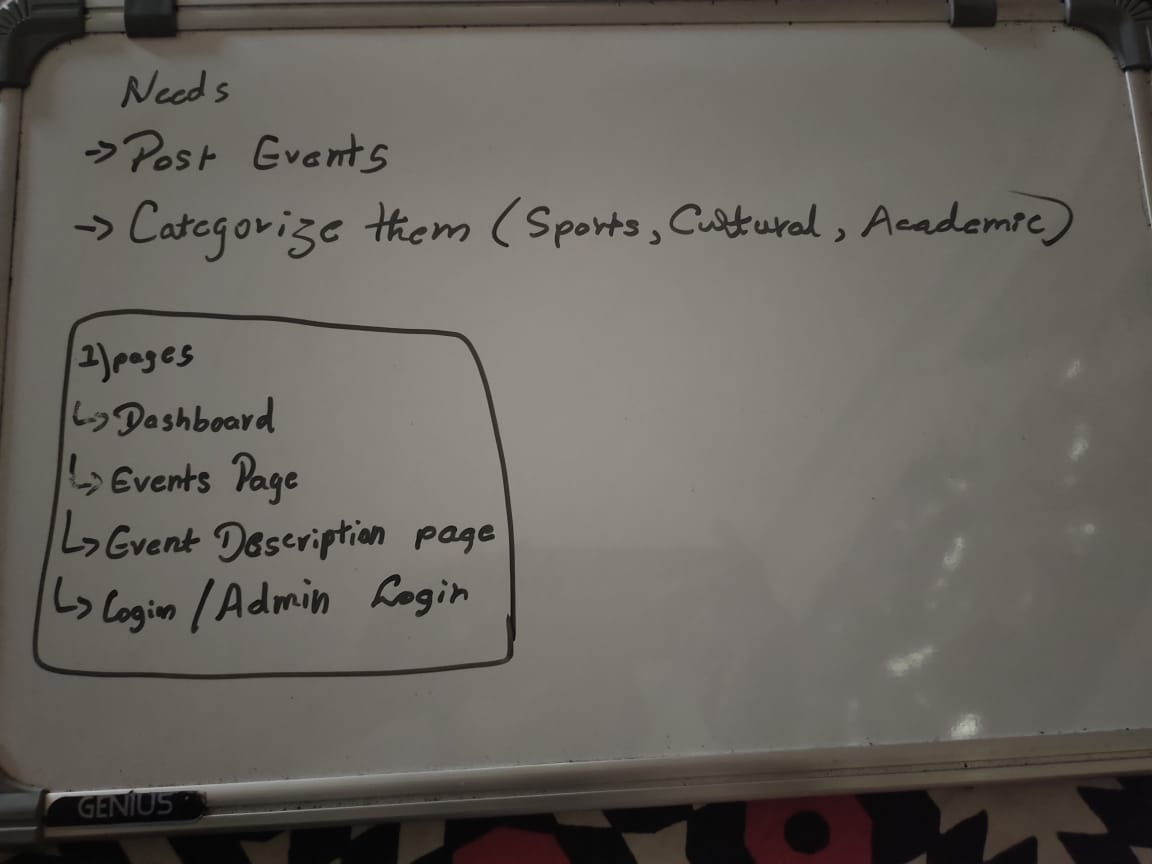 Needs
→ Post Events
→ Categorize them (Sports, Cultural, Academic)
1) pages
↳ Dashboard
↳ Events Page
↳ Event Description page
↳ Login / Admin Login
GENIUS